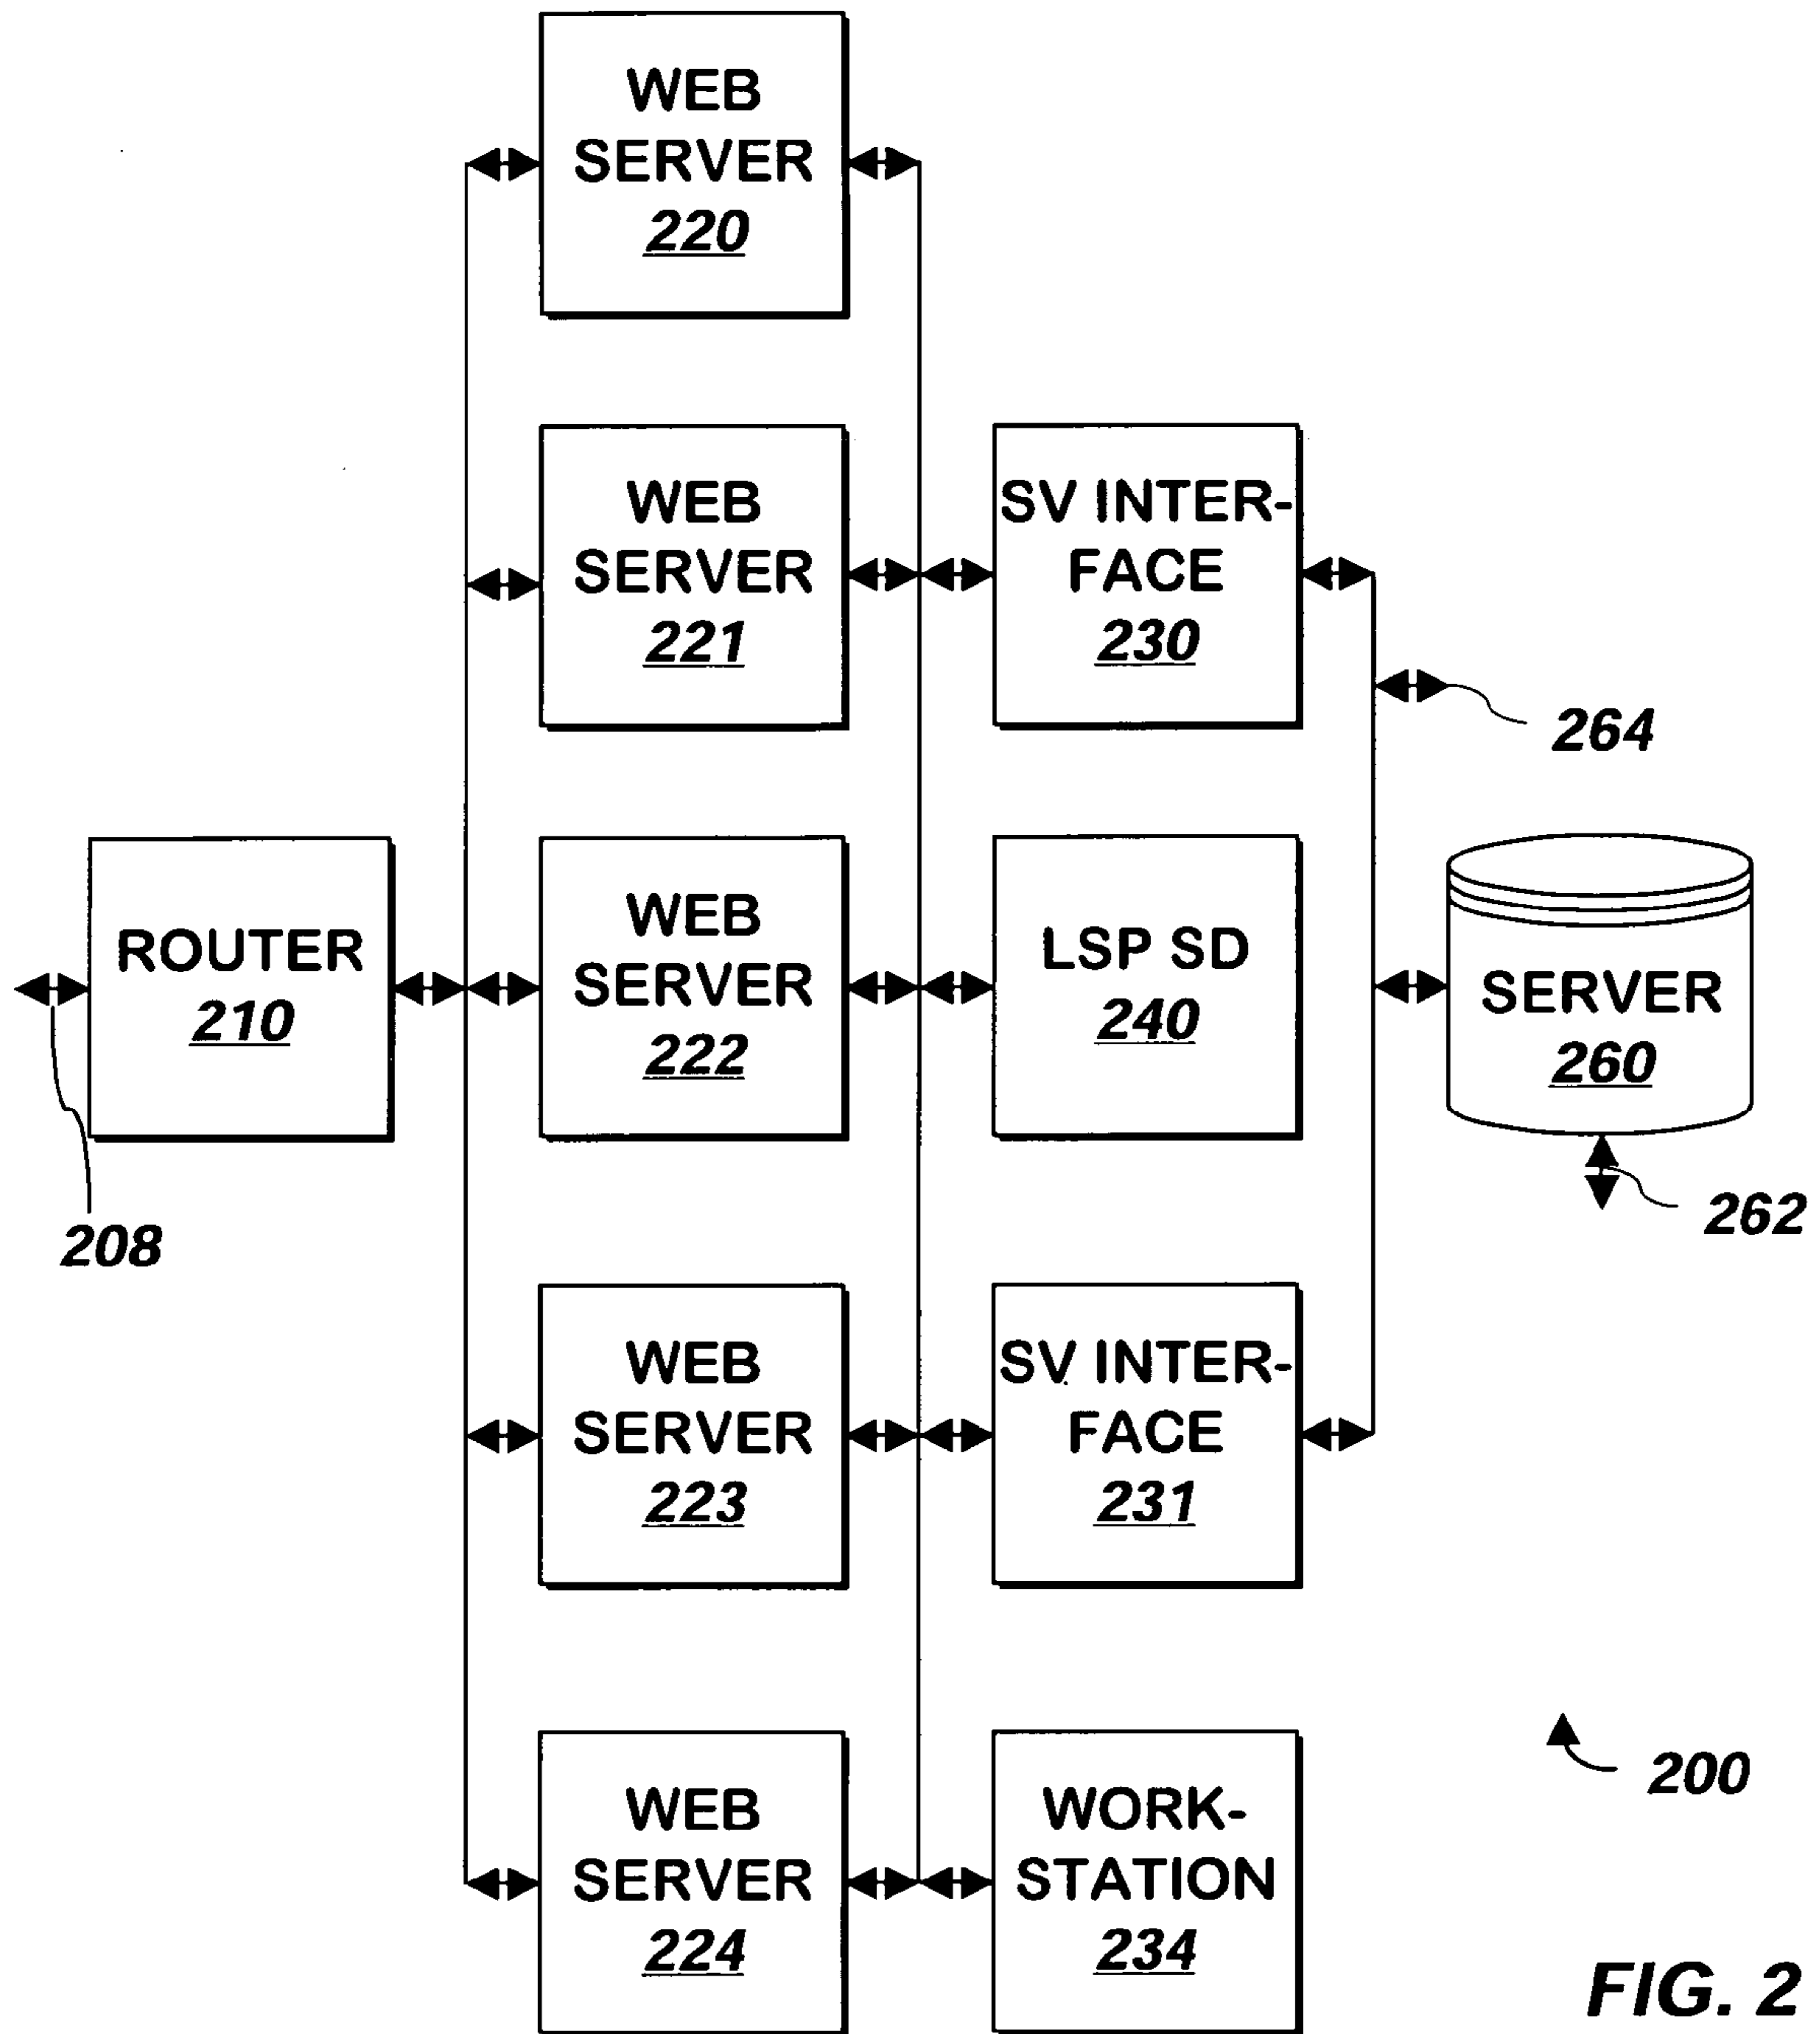 WEB
SERVER
220
WEB
SERVER
221
SV INTER-
FACE
230
264
ROUTER
210
WEB
SERVER
222
LSP SD
240
SERVER
260
208
262
WEB
SERVER
223
SV INTER-
FACE
231
WEB
SERVER
224
WORK-
STATION
234
200
FIG. 2